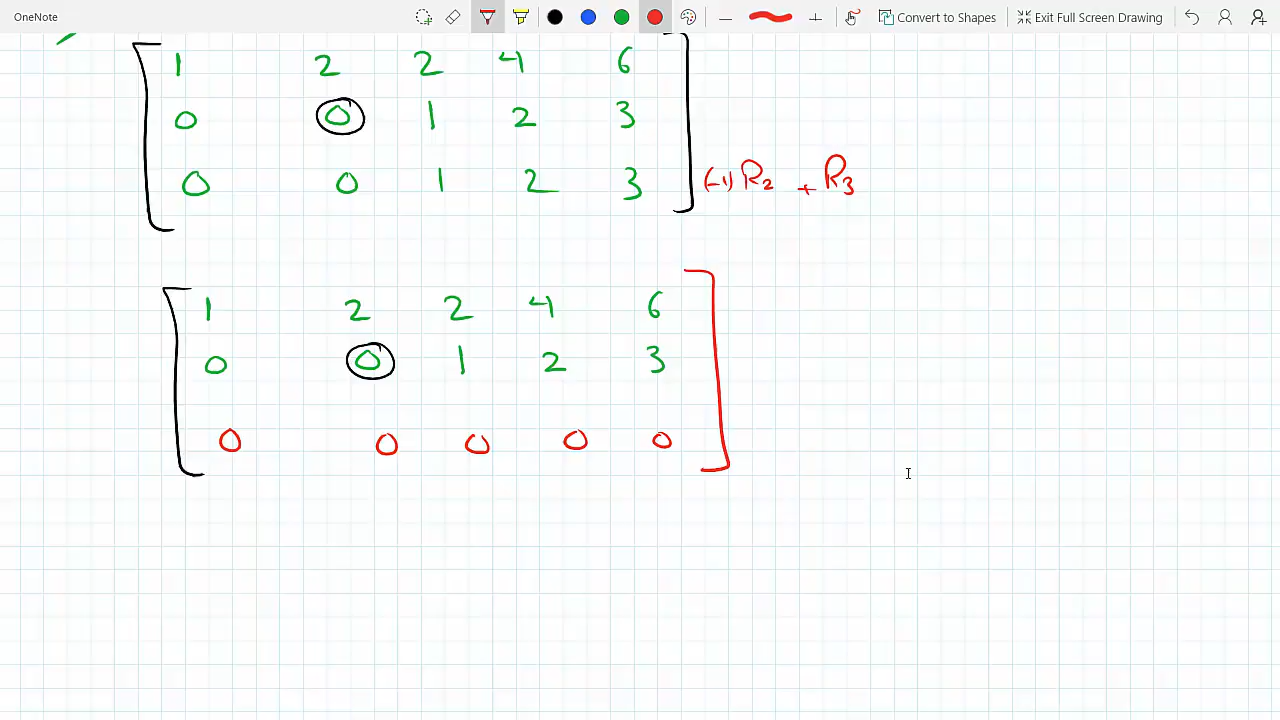 OneNote
Convert to Shapes
Exit Full Screen Drawing
1 2 2 4 6
0 0 1 2 3
0 0 1 2 3 (-1) R2 + R3
1 2 2 4 6
0 0 1 2 3
0 0 0 0 0